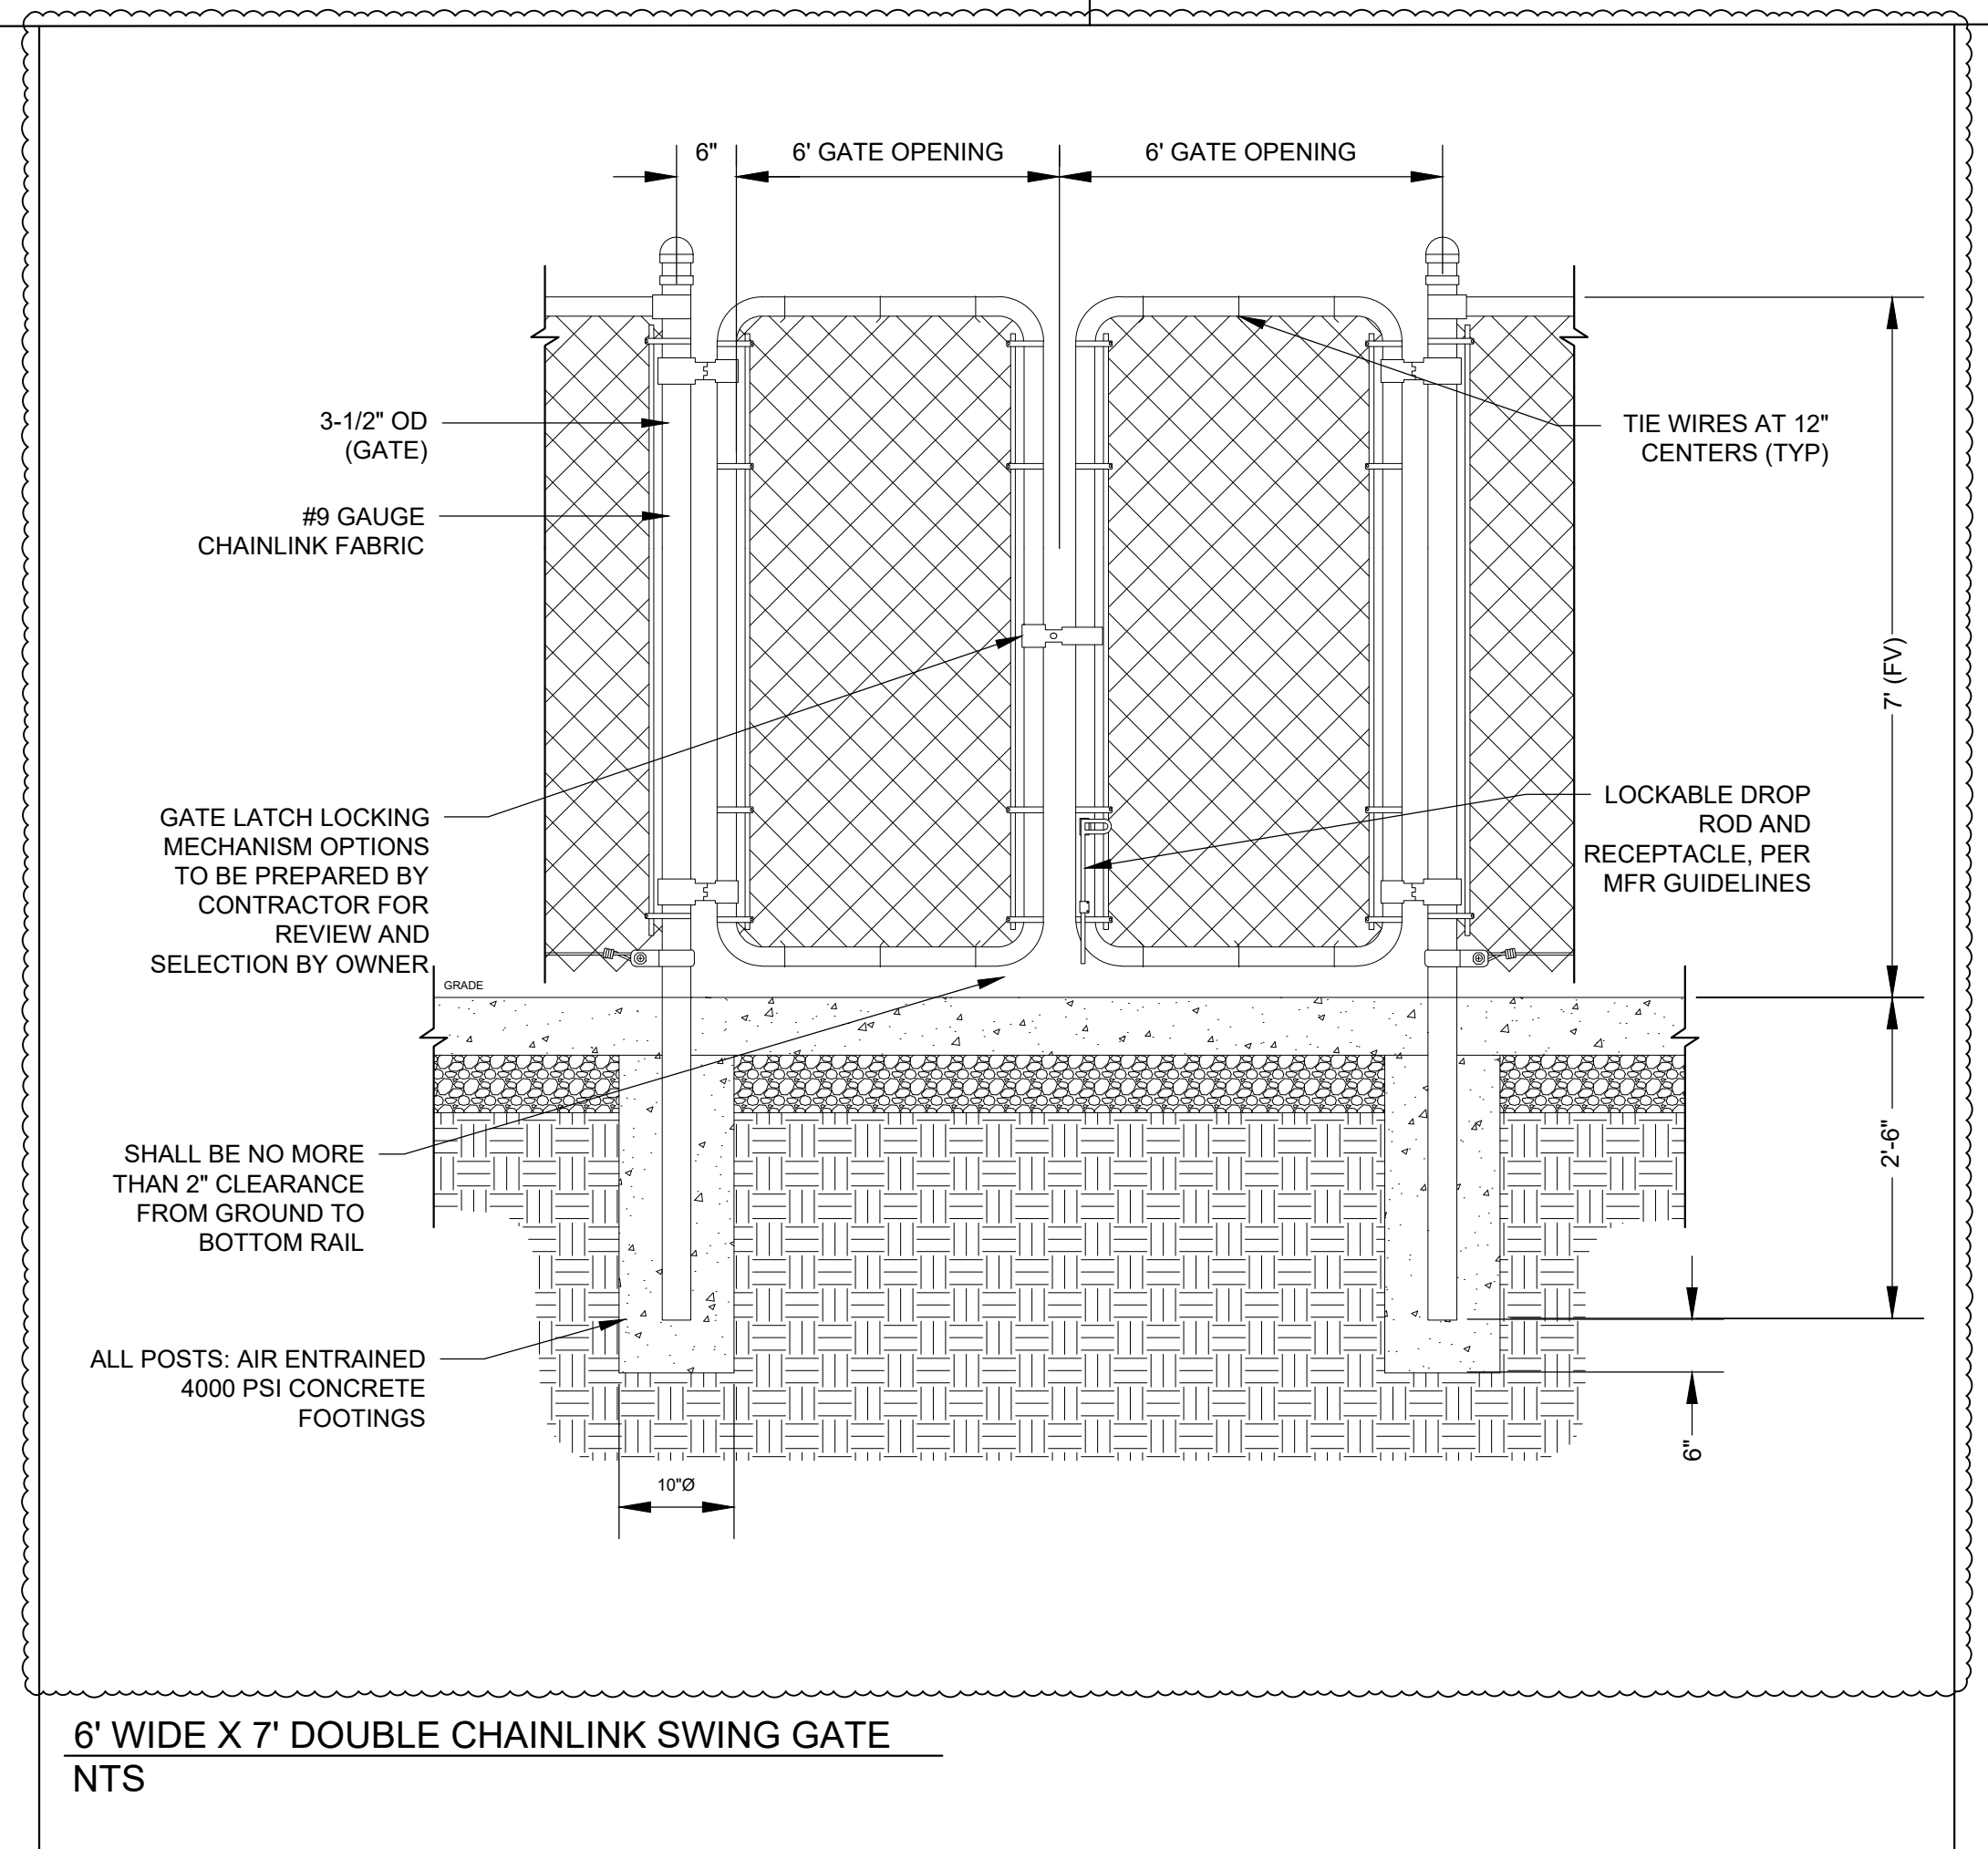 6"
6' GATE OPENING
6' GATE OPENING
3-1/2" OD
(GATE)
#9 GAUGE
CHAINLINK FABRIC
TIE WIRES AT 12"
CENTERS (TYP)
7' (FV)
GATE LATCH LOCKING
MECHANISM OPTIONS
TO BE PREPARED BY
CONTRACTOR FOR
REVIEW AND
SELECTION BY OWNER
LOCKABLE DROP
ROD AND
RECEPTACLE, PER
MFR GUIDELINES
GRADE
SHALL BE NO MORE
THAN 2" CLEARANCE
FROM GROUND TO
BOTTOM RAIL
2'-6"
ALL POSTS: AIR ENTRAINED
4000 PSI CONCRETE
FOOTINGS
6"
10"Ø
6' WIDE X 7' DOUBLE CHAINLINK SWING GATE
NTS